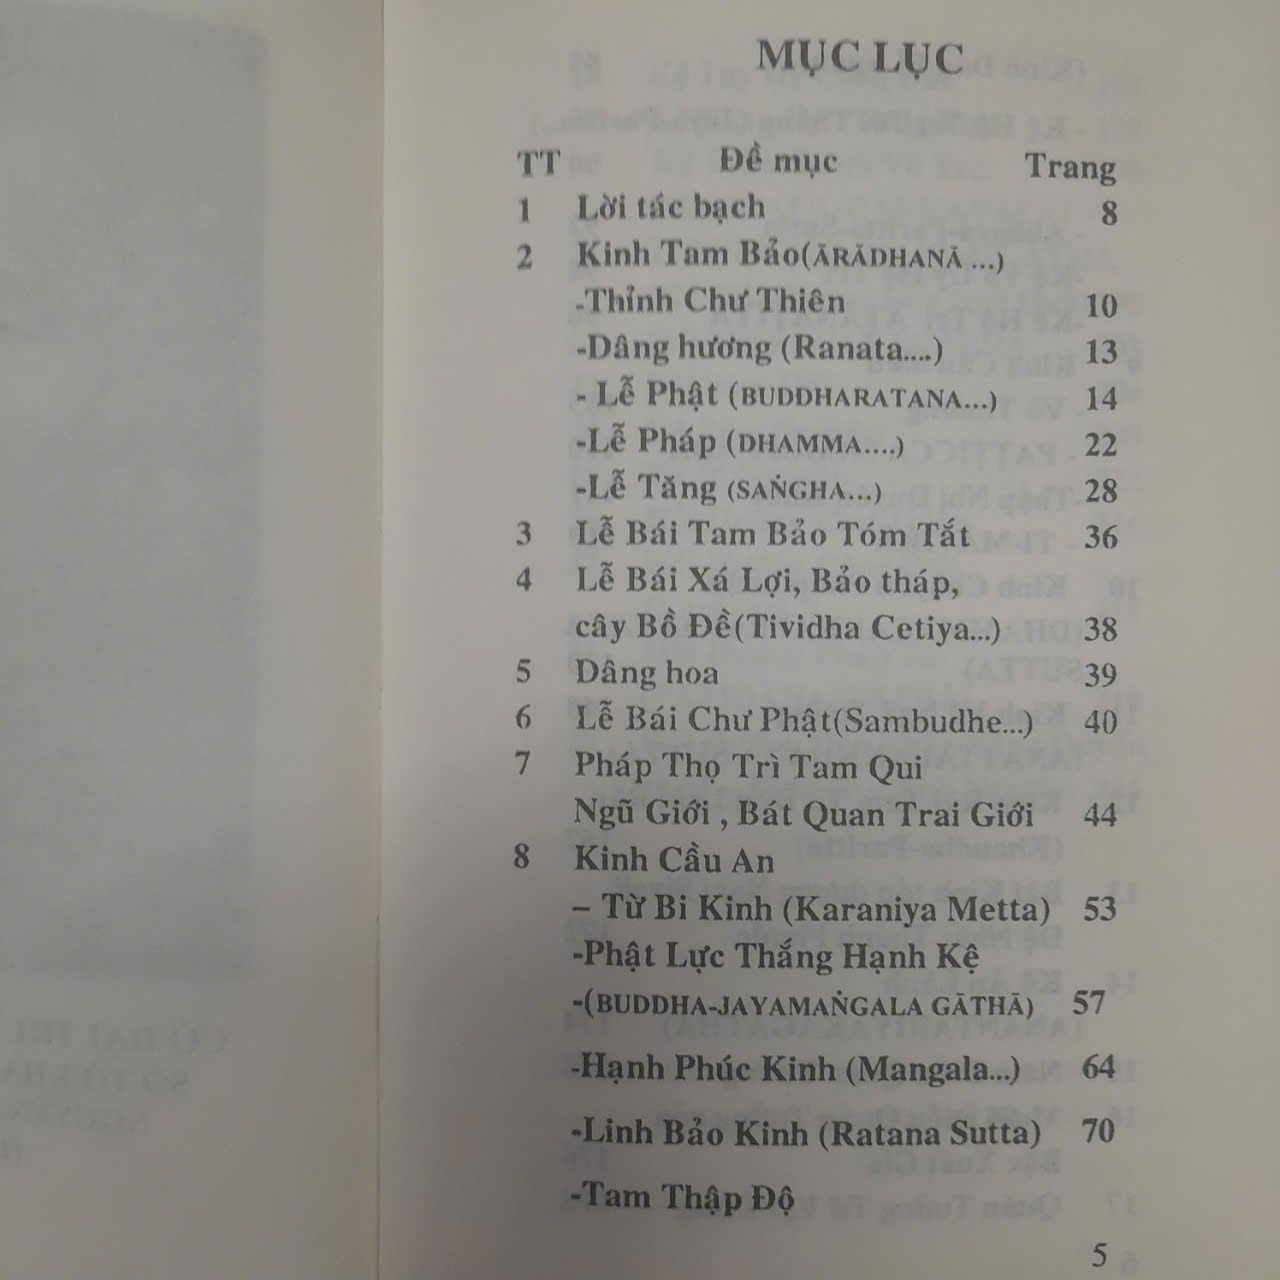 MỤC LỤC
TT Đề mục Trang
1 Lời tác bạch 8
2 Kinh Tam Bảo(ĀRĀDHANĀ ...)
-Thỉnh Chư Thiên 10
-Dâng hương (Ranata....) 13
- Lễ Phật (BUDDHARATANA...) 14
-Lễ Pháp (DHAMMA....) 22
-Lễ Tăng (SAṄGHA...) 28
3 Lễ Bái Tam Bảo Tóm Tắt 36
4 Lễ Bái Xá Lợi, Bảo tháp,
cây Bồ Đề(Tividha Cetiya...) 38
5 Dâng hoa 39
6 Lễ Bái Chư Phật(Sambudhe...) 40
7 Pháp Thọ Trì Tam Qui
Ngũ Giới , Bát Quan Trai Giới 44
8 Kinh Cầu An
– Từ Bi Kinh (Karaniya Metta) 53
-Phật Lực Thắng Hạnh Kệ
-(BUDDHA-JAYAMAṄGALA GĀTHĀ) 57
-Hạnh Phúc Kinh (Mangala...) 64
-Linh Bảo Kinh (Ratana Sutta) 70
-Tam Thập Độ
5